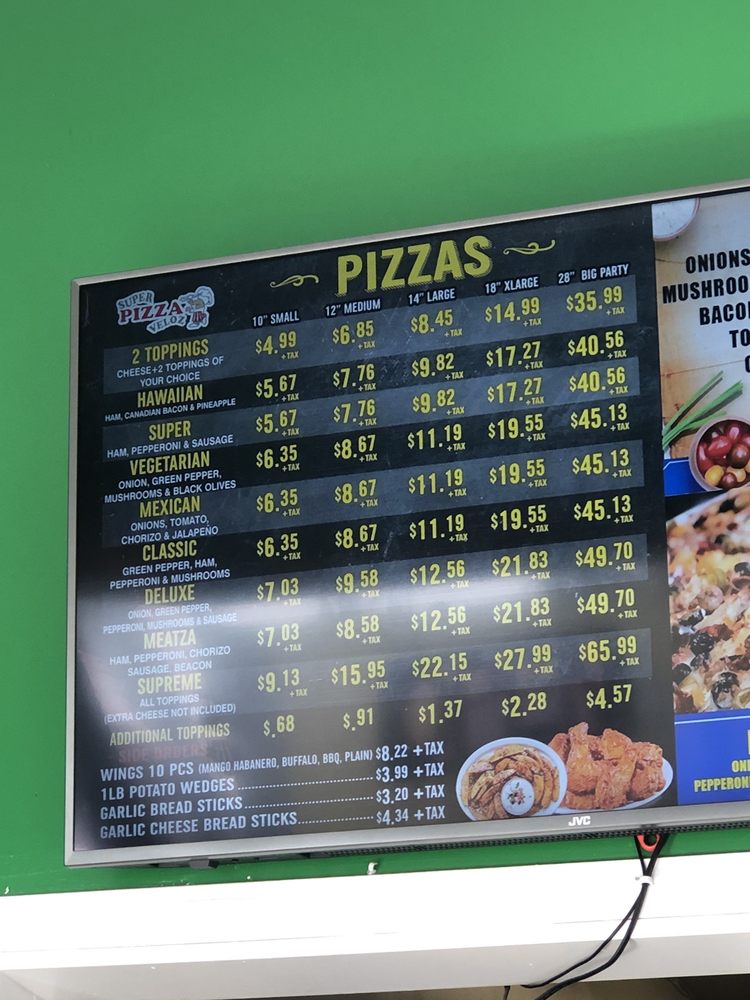 SUPER
PIZZA
VELOZ
PIZZAS
10" SMALL 12" MEDIUM 14" LARGE 18" XLARGE 28" BIG PARTY
2 TOPPINGS $4.99 +TAX $6.85 +TAX $8.45 +TAX $14.99 +TAX $35.99 +TAX
CHEESE+2 TOPPINGS OF
YOUR CHOICE
HAWAIIAN $5.67 +TAX $7.76 +TAX $9.82 +TAX $17.27 +TAX $40.56 +TAX
HAM, CANADIAN BACON & PINEAPPLE
SUPER $5.67 +TAX $7.76 +TAX $9.82 +TAX $17.27 +TAX $40.56 +TAX
HAM, PEPPERONI & SAUSAGE
VEGETARIAN $6.35 +TAX $8.67 +TAX $11.19 +TAX $19.55 +TAX $45.13 +TAX
ONION, GREEN PEPPER,
MUSHROOMS & BLACK OLIVES
MEXICAN $6.35 +TAX $8.67 +TAX $11.19 +TAX $19.55 +TAX $45.13 +TAX
ONIONS, TOMATO,
CHORIZO & JALAPEÑO
CLASSIC $6.35 +TAX $8.67 +TAX $11.19 +TAX $19.55 +TAX $45.13 +TAX
GREEN PEPPER, HAM,
PEPPERONI & MUSHROOMS
DELUXE $7.03 +TAX $9.58 +TAX $12.56 +TAX $21.83 +TAX $49.70 +TAX
ONION, GREEN PEPPER,
PEPPERONI, MUSHROOMS & SAUSAGE
MEATZA $7.03 +TAX $8.58 +TAX $12.56 +TAX $21.83 +TAX $49.70 +TAX
HAM, PEPPERONI, CHORIZO
SAUSAGE, BEACON
SUPREME $9.13 +TAX $15.95 +TAX $22.15 +TAX $27.99 +TAX $65.99 +TAX
ALL TOPPINGS
(EXTRA CHEESE NOT INCLUDED)
ADDITIONAL TOPPINGS $.68 $.91 $1.37 $2.28 $4.57
SIDE ORDERS
WINGS 10 PCS (MANGO HABANERO, BUFFALO, BBQ, PLAIN) $8.22 +TAX
1LB POTATO WEDGES $3.99 +TAX
GARLIC BREAD STICKS $3.20 +TAX
GARLIC CHEESE BREAD STICKS $4,34 +TAX
JVC
ONIONS
MUSHROO
BACO
TO
ONI
PEPPERON